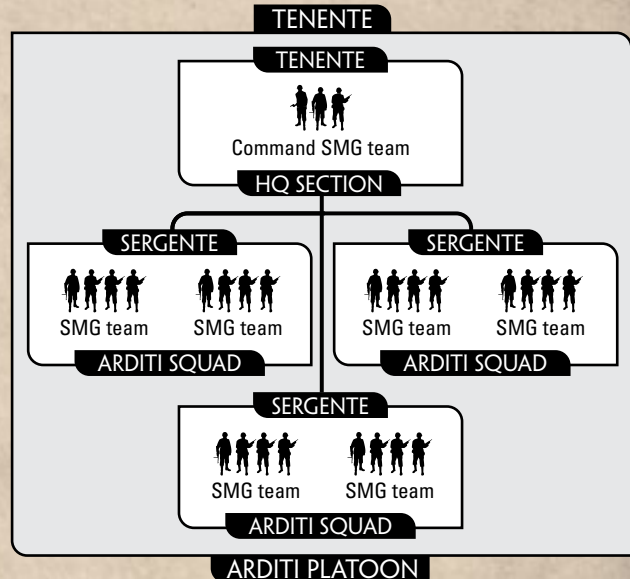 TENENTE
TENENTE
Command SMG team
HQ SECTION
SERGENTE
SERGENTE
SMG team SMG team
SMG team SMG team
ARDITI SQUAD
ARDITI SQUAD
SERGENTE
SMG team SMG team
ARDITI SQUAD
ARDITI PLATOON